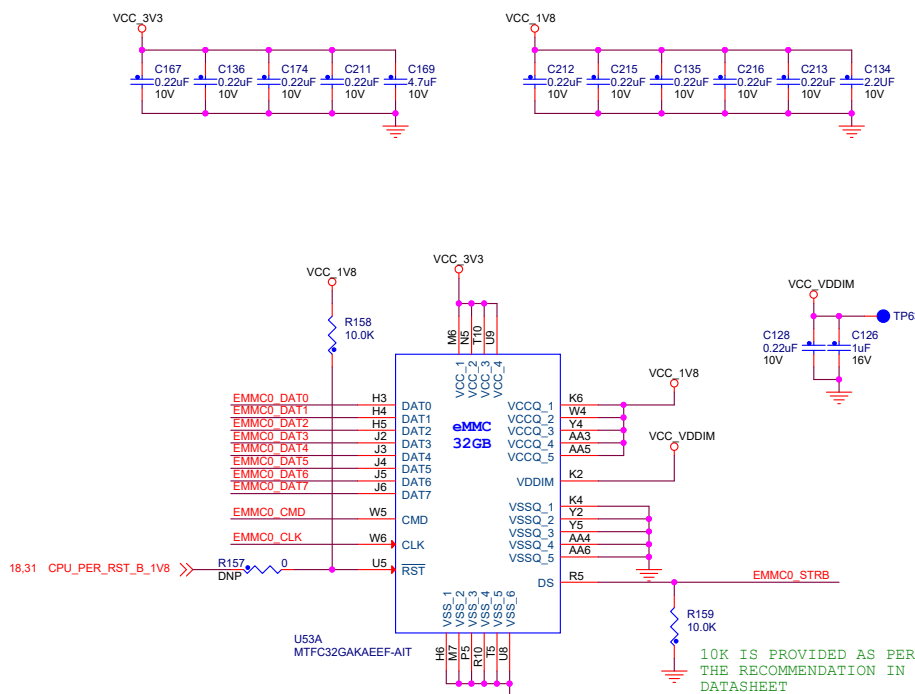 VCC_3V3
VCC_1V8
C167 0.22uF 10V
C136 0.22uF 10V
C174 0.22uF 10V
C211 0.22uF 10V
C169 4.7uF 10V
C212 0.22uF 10V
C215 0.22uF 10V
C135 0.22uF 10V
C216 0.22uF 10V
C213 0.22uF 10V
C134 2.2UF 10V
VCC_3V3
VCC_1V8
R158
10.0K
VCC_VDDIM
TP6
C128 0.22uF 10V
C126 1uF 16V
M6 N5 T10 U9
VCC_1 VCC_2 VCC_3 VCC_4
eMMC
32GB
EMMC0_DAT0 H3 DAT0
EMMC0_DAT1 H4 DAT1
EMMC0_DAT2 H5 DAT2
EMMC0_DAT3 J2 DAT3
EMMC0_DAT4 J3 DAT4
EMMC0_DAT5 J4 DAT5
EMMC0_DAT6 J5 DAT6
EMMC0_DAT7 J6 DAT7
EMMC0_CMD W5 CMD
EMMC0_CLK W6 CLK
18,31 CPU_PER_RST_B_1V8 R157 0 DNP U5 RST
VCC_1V8
VCCQ_1 K6
VCCQ_2 W4
VCCQ_3 Y4
VCCQ_4 AA3
VCCQ_5 AA5
VCC_VDDIM
VDDIM K2
VSSQ_1 K4
VSSQ_2 Y2
VSSQ_3 Y5
VSSQ_4 AA4
VSSQ_5 AA6
DS R5 EMMC0_STRB
R159
10.0K
VSS_1 VSS_2 VSS_3 VSS_4 VSS_5 VSS_6
H6 M7 P5 R10 T5 U8
U53A
MTFC32GAKAEEF-AIT
10K IS PROVIDED AS PER
THE RECOMMENDATION IN
DATASHEET